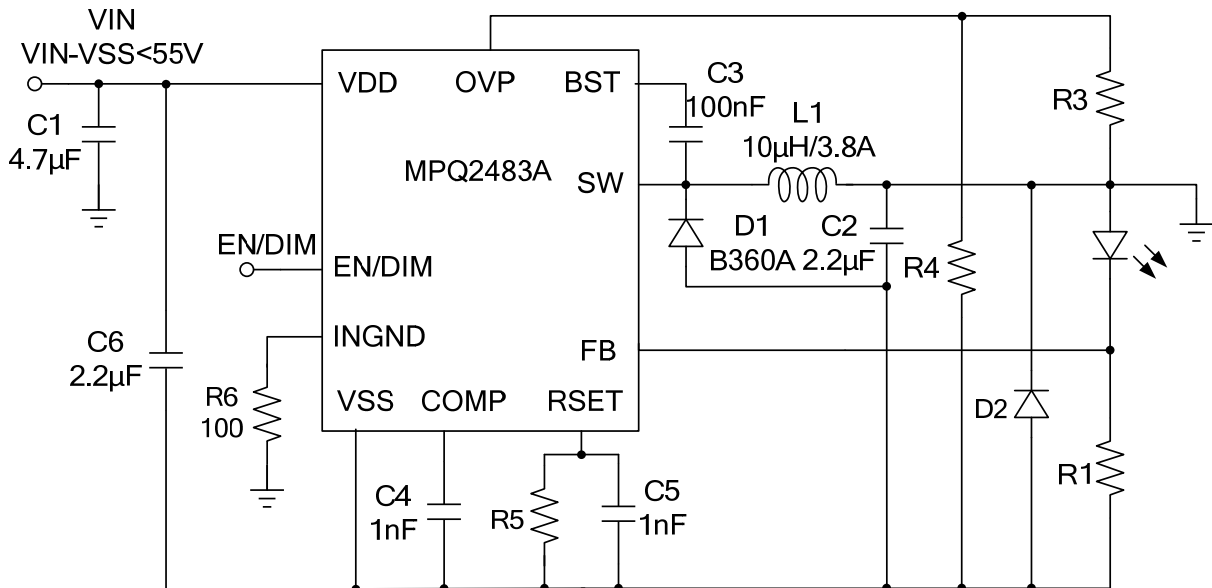 VIN
VIN-VSS<55V
C1
4.7µF
C6
2.2µF
EN/DIM
R6
100
VDD
OVP
BST
MPQ2483A
SW
EN/DIM
INGND
FB
VSS
COMP
RSET
C3
100nF
L1
10µH/3.8A
D1
B360A
C2
2.2µF
R4
R3
D2
R1
C4
1nF
R5
C5
1nF